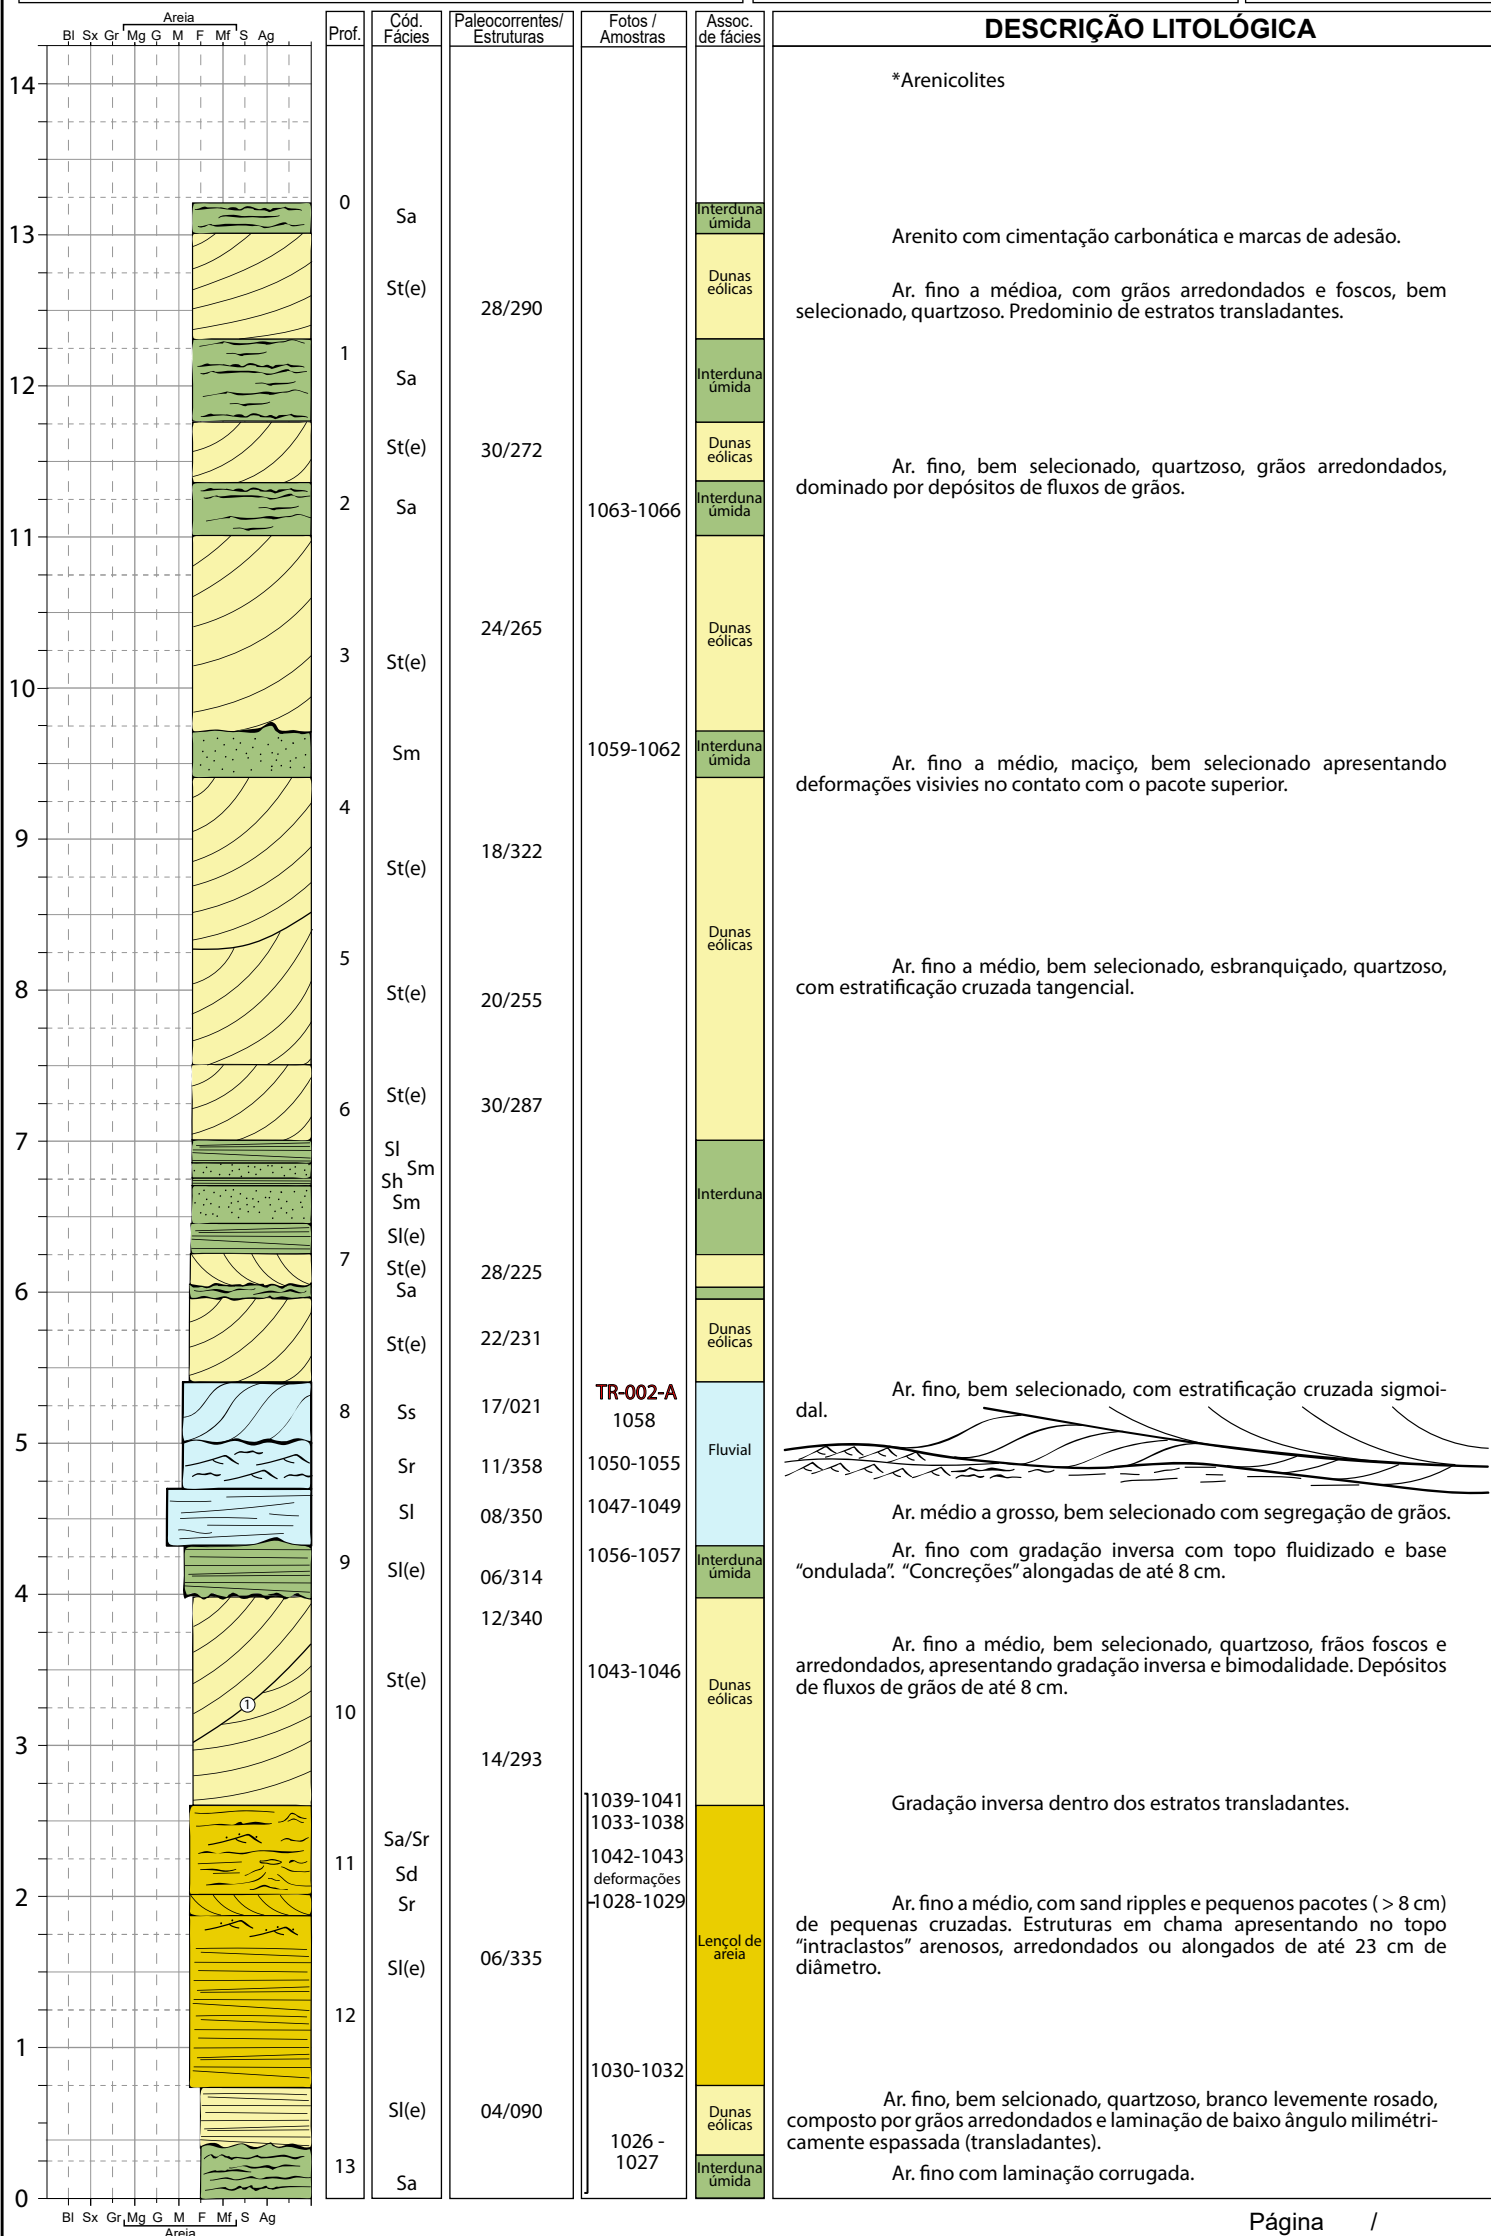 Areia
Bl Sx Gr Mg G M F Mf S Ag
Prof.
Cód. Fácies
Paleocorrentes/ Estruturas
Fotos / Amostras
Assoc. de fácies
DESCRIÇÃO LITOLÓGICA
14
*Arenicolites
0
Sa
Interduna úmida
13
Arenito com cimentação carbonática e marcas de adesão.
St(e)
28/290
Dunas eólicas
Ar. fino a médioa, com grãos arredondados e foscos, bem
selecionado, quartzoso. Predominio de estratos transladantes.
1
12
Sa
Interduna úmida
St(e)
30/272
Dunas eólicas
Ar. fino, bem selecionado, quartzoso, grãos arredondados,
dominado por depósitos de fluxos de grãos.
2
Sa
1063-1066
Interduna úmida
11
24/265
Dunas eólicas
3
St(e)
10
Sm
1059-1062
Interduna úmida
Ar. fino a médio, maciço, bem selecionado apresentando
deformações visivies no contato com o pacote superior.
4
9
18/322
St(e)
Dunas eólicas
5
Ar. fino a médio, bem selecionado, esbranquiçado, quartzoso,
com estratificação cruzada tangencial.
8
St(e)
20/255
St(e)
30/287
6
7
Sl
Sm
Sh
Sm
Interduna
Sl(e)
7
St(e)
28/225
Sa
6
St(e)
22/231
Dunas eólicas
TR-002-A
Ar. fino, bem selecionado, com estratificação cruzada sigmoi-
dal.
8
Ss
17/021
1058
5
Fluvial
Sr
11/358
1050-1055
Sl
08/350
1047-1049
Ar. médio a grosso, bem selecionado com segregação de grãos.
9
Sl(e)
06/314
1056-1057
Interduna úmida
Ar. fino com gradação inversa com topo fluidizado e base
“ondulada”. “Concreções” alongadas de até 8 cm.
4
12/340
Ar. fino a médio, bem selecionado, quartzoso, frãos foscos e
arredondados, apresentando gradação inversa e bimodalidade. Depósitos
de fluxos de grãos de até 8 cm.
St(e)
1043-1046
Dunas eólicas
1
10
3
14/293
1039-1041
Gradação inversa dentro dos estratos transladantes.
1033-1038
Sa/Sr
11
1042-1043
Sd
deformações
2
Sr
1028-1029
Ar. fino a médio, com sand ripples e pequenos pacotes ( > 8 cm)
de pequenas cruzadas. Estruturas em chama apresentando no topo
“intraclastos” arenosos, arredondados ou alongados de até 23 cm de
diâmetro.
Lençol de areia
Sl(e)
06/335
12
1
1030-1032
Sl(e)
04/090
Dunas eólicas
Ar. fino, bem selcionado, quartzoso, branco levemente rosado,
composto por grãos arredondados e laminação de baixo ângulo milimétri-
camente espassada (transladantes).
1026 -
1027
13
Sa
Interduna úmida
Ar. fino com laminação corrugada.
0
Bl Sx Gr Mg G M F Mf S Ag
Areia
Página /